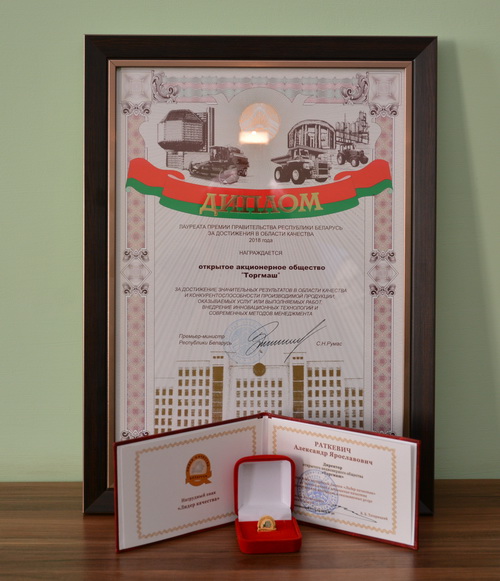 ДИПЛОМ
ЛАУРЕАТА ПРЕМИИ ПРАВИТЕЛЬСТВА РЕСПУБЛИКИ БЕЛАРУСЬ
ЗА ДОСТИЖЕНИЯ В ОБЛАСТИ КАЧЕСТВА
2018 года
НАГРАЖДАЕТСЯ
открытое акционерное общество
"Торгмаш"
ЗА ДОСТИЖЕНИЕ ЗНАЧИТЕЛЬНЫХ РЕЗУЛЬТАТОВ В ОБЛАСТИ КАЧЕСТВА
И КОНКУРЕНТОСПОСОБНОСТИ ПРОИЗВОДИМОЙ ПРОДУКЦИИ,
ОКАЗЫВАЕМЫХ УСЛУГ ИЛИ ВЫПОЛНЯЕМЫХ РАБОТ,
ВНЕДРЕНИЕ ИННОВАЦИОННЫХ ТЕХНОЛОГИЙ И
СОВРЕМЕННЫХ МЕТОДОВ МЕНЕДЖМЕНТА
Премьер-министр
Республики Беларусь
С.Н.Румас
Нагрудный знак
«Лидер качества»
РАТКЕВИЧ
Александр Ярославович
Директор
«Торгмаш»